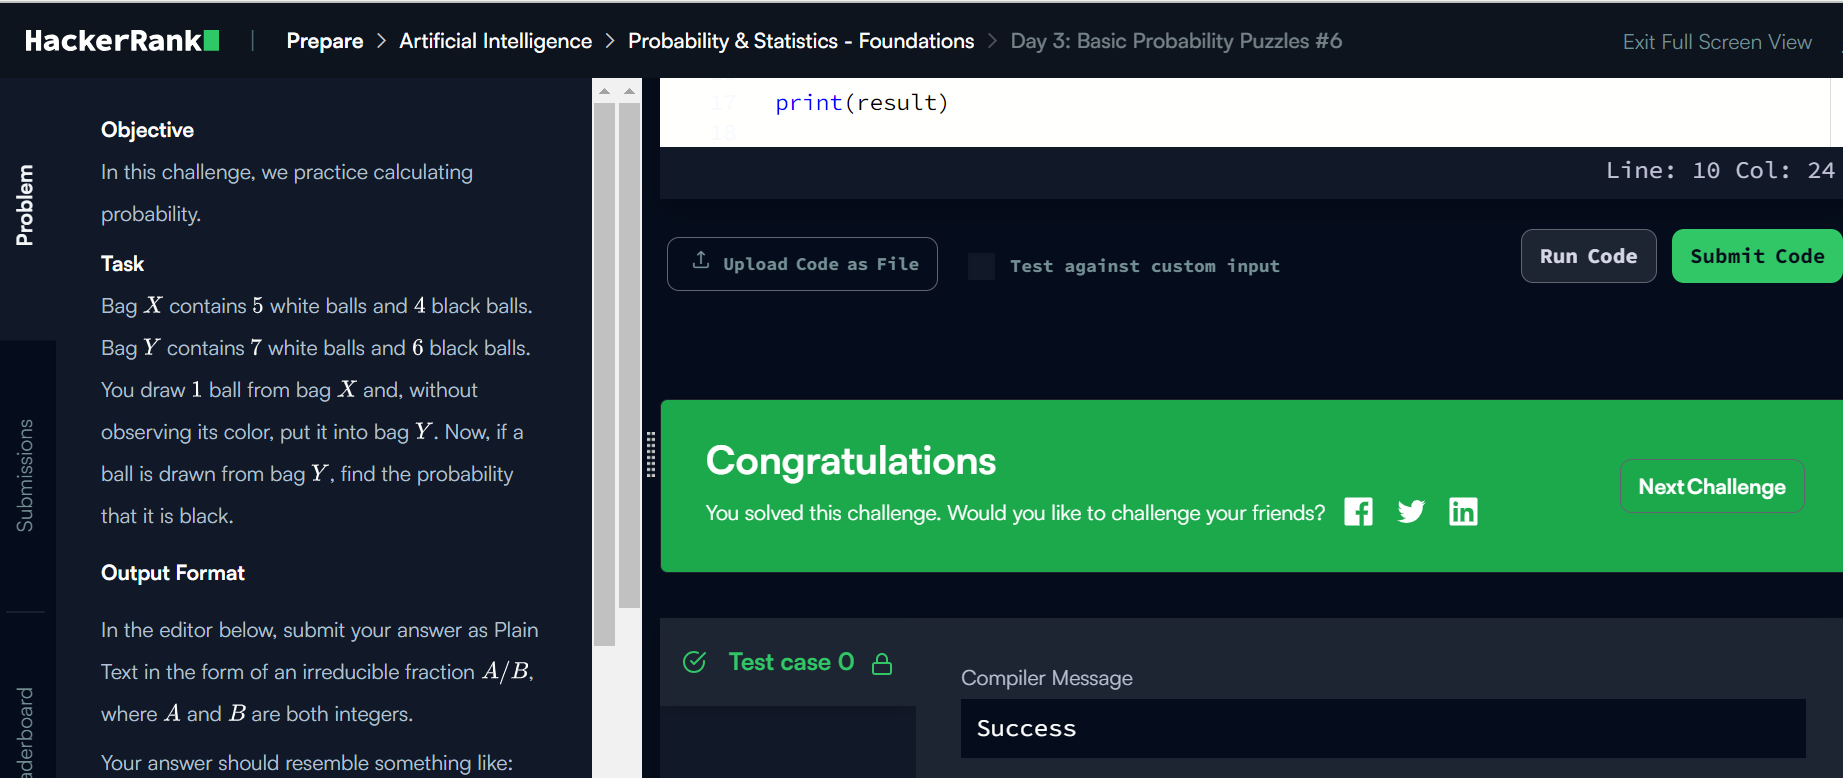 HackerRank | Prepare > Artificial Intelligence > Probability & Statistics - Foundations > Day 3: Basic Probability Puzzles #6
Exit Full Screen View
Problem
Submissions
aderboard
Objective
In this challenge, we practice calculating
probability.
Task
Bag X contains 5 white balls and 4 black balls.
Bag Y contains 7 white balls and 6 black balls.
You draw 1 ball from bag X and, without
observing its color, put it into bag Y. Now, if a
ball is drawn from bag Y, find the probability
that it is black.
Output Format
In the editor below, submit your answer as Plain
Text in the form of an irreducible fraction A/B,
where A and B are both integers.
Your answer should resemble something like:
17 print(result)
18
Line: 10 Col: 24
Upload Code as File
Test against custom input
Run Code
Submit Code
Congratulations
You solved this challenge. Would you like to challenge your friends?
Next Challenge
Test case 0
Compiler Message
Success